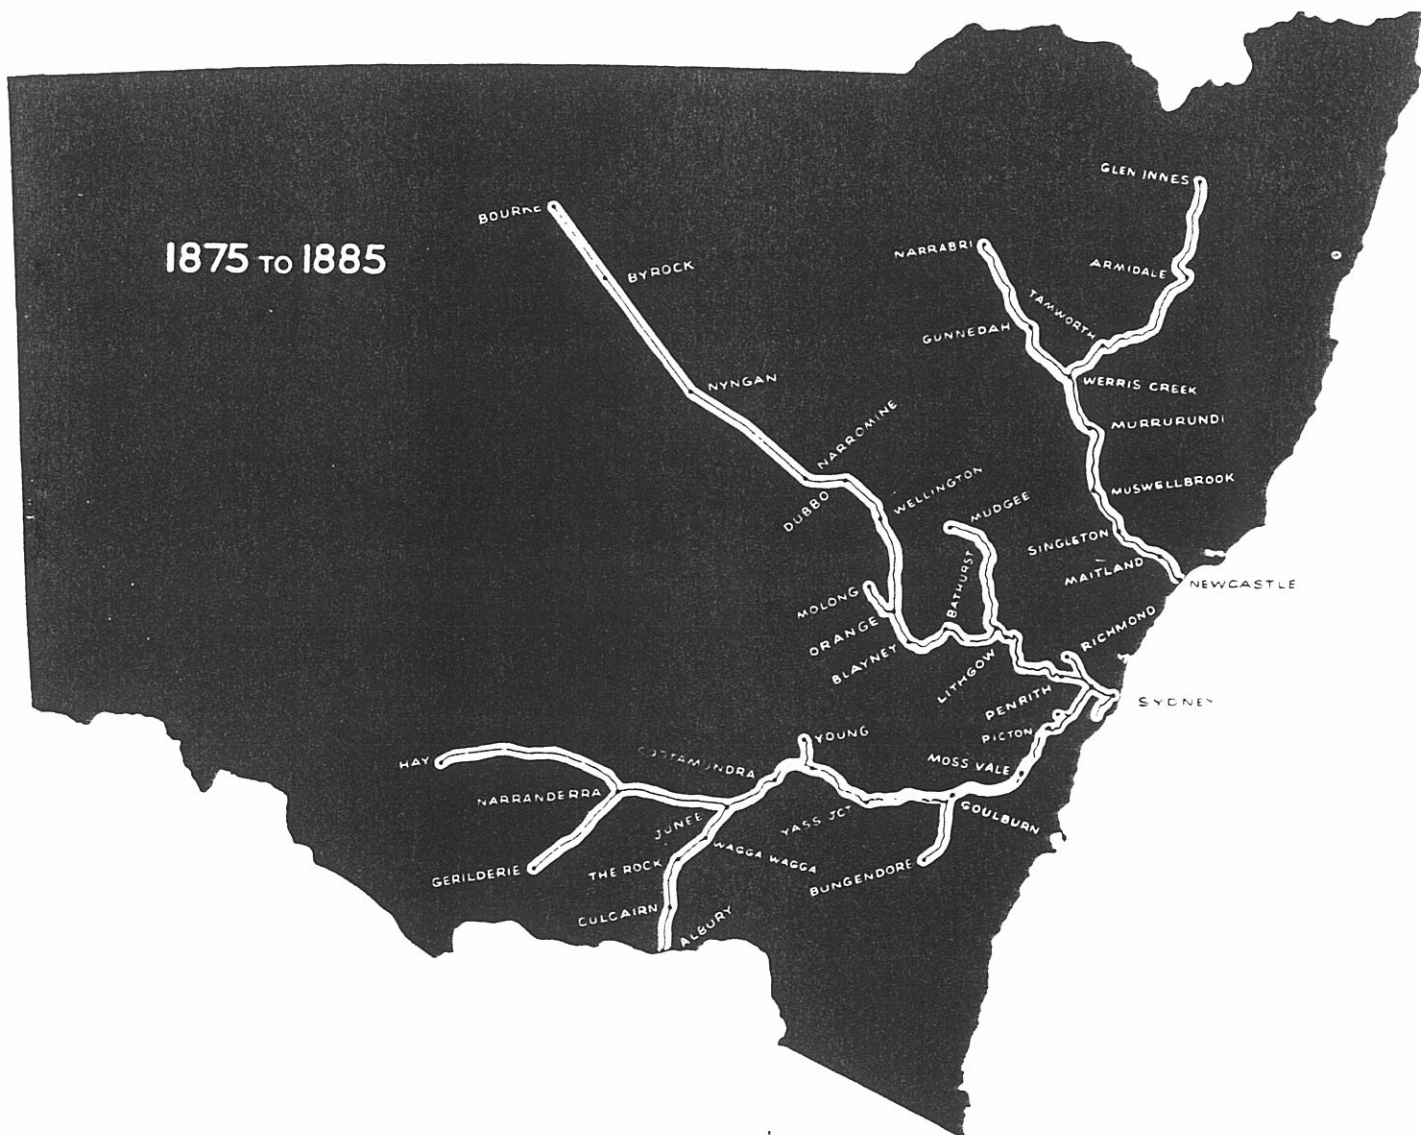 GLEN INNES
BOURKE
NARRABRI
1875 TO 1885
BYROCK
ARMIDALE
TAMWORTH
GUNNEDAH
NYNGAN
WERRIS CREEK
NARROMINE
MURRURUNDI
WELLINGTON
MUSWELLBROOK
DUBBO
MUDGEE
SINGLETON
MAITLAND
BATHURST
NEWCASTLE
MOLONG
RICHMOND
ORANGE
BLAYNEY
LITHGOW
PENRITH
SYDNEY
PICTON
YOUNG
COOTAMUNDRA
MOSS VALE
HAY
NARRANDERRA
JUNEE
YASS JCT
GOULBURN
WAGGA WAGGA
THE ROCK
GERILDERIE
BUNGENDORE
CULCAIRN
ALBURY